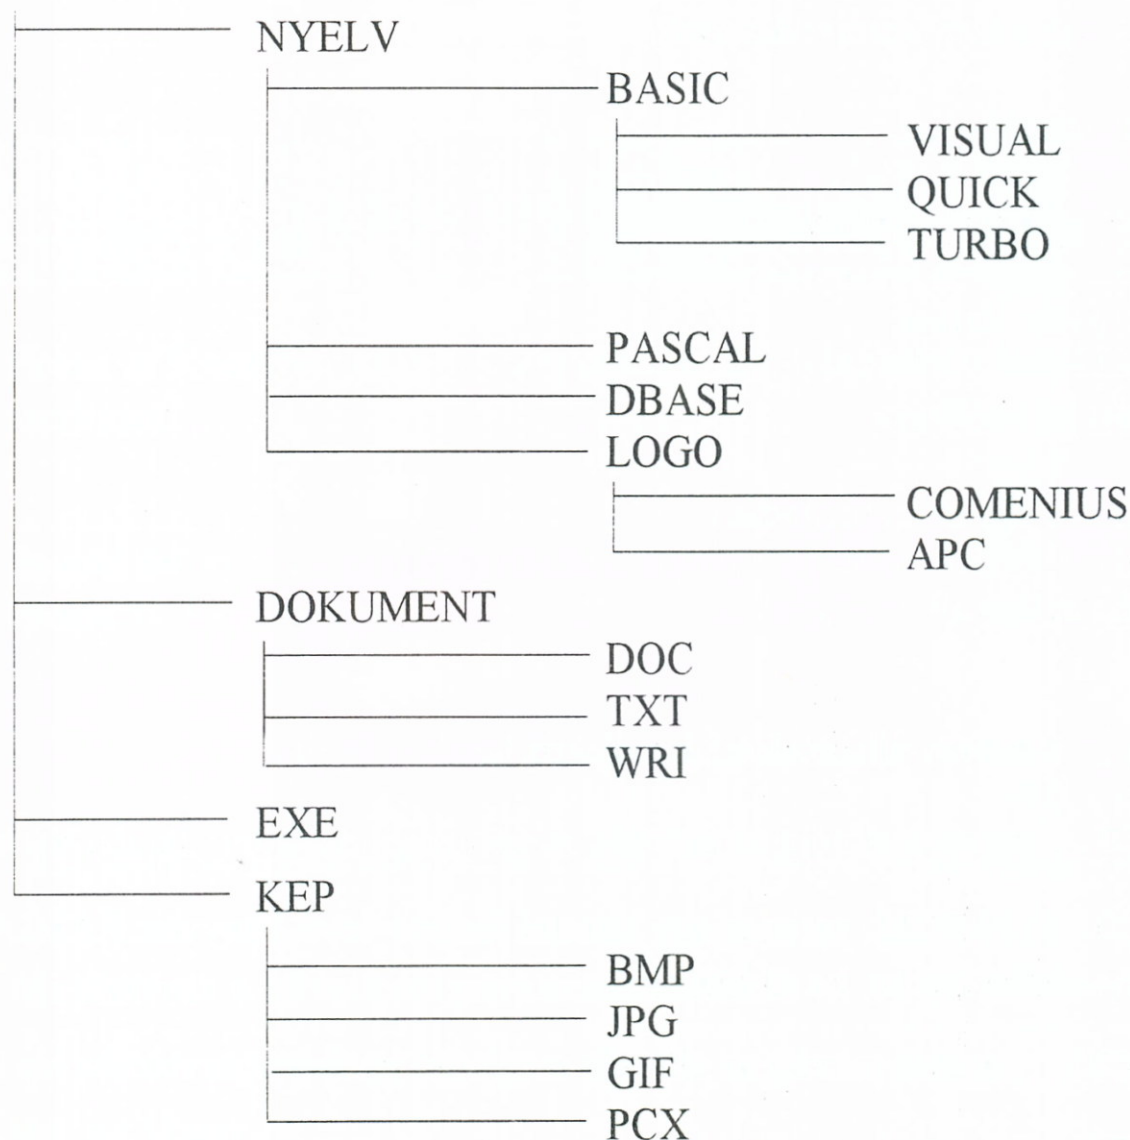 NYELV
BASIC
VISUAL
QUICK
TURBO
PASCAL
DBASE
LOGO
COMENIUS
APC
DOKUMENT
DOC
TXT
WRI
EXE
KEP
BMP
JPG
GIF
PCX